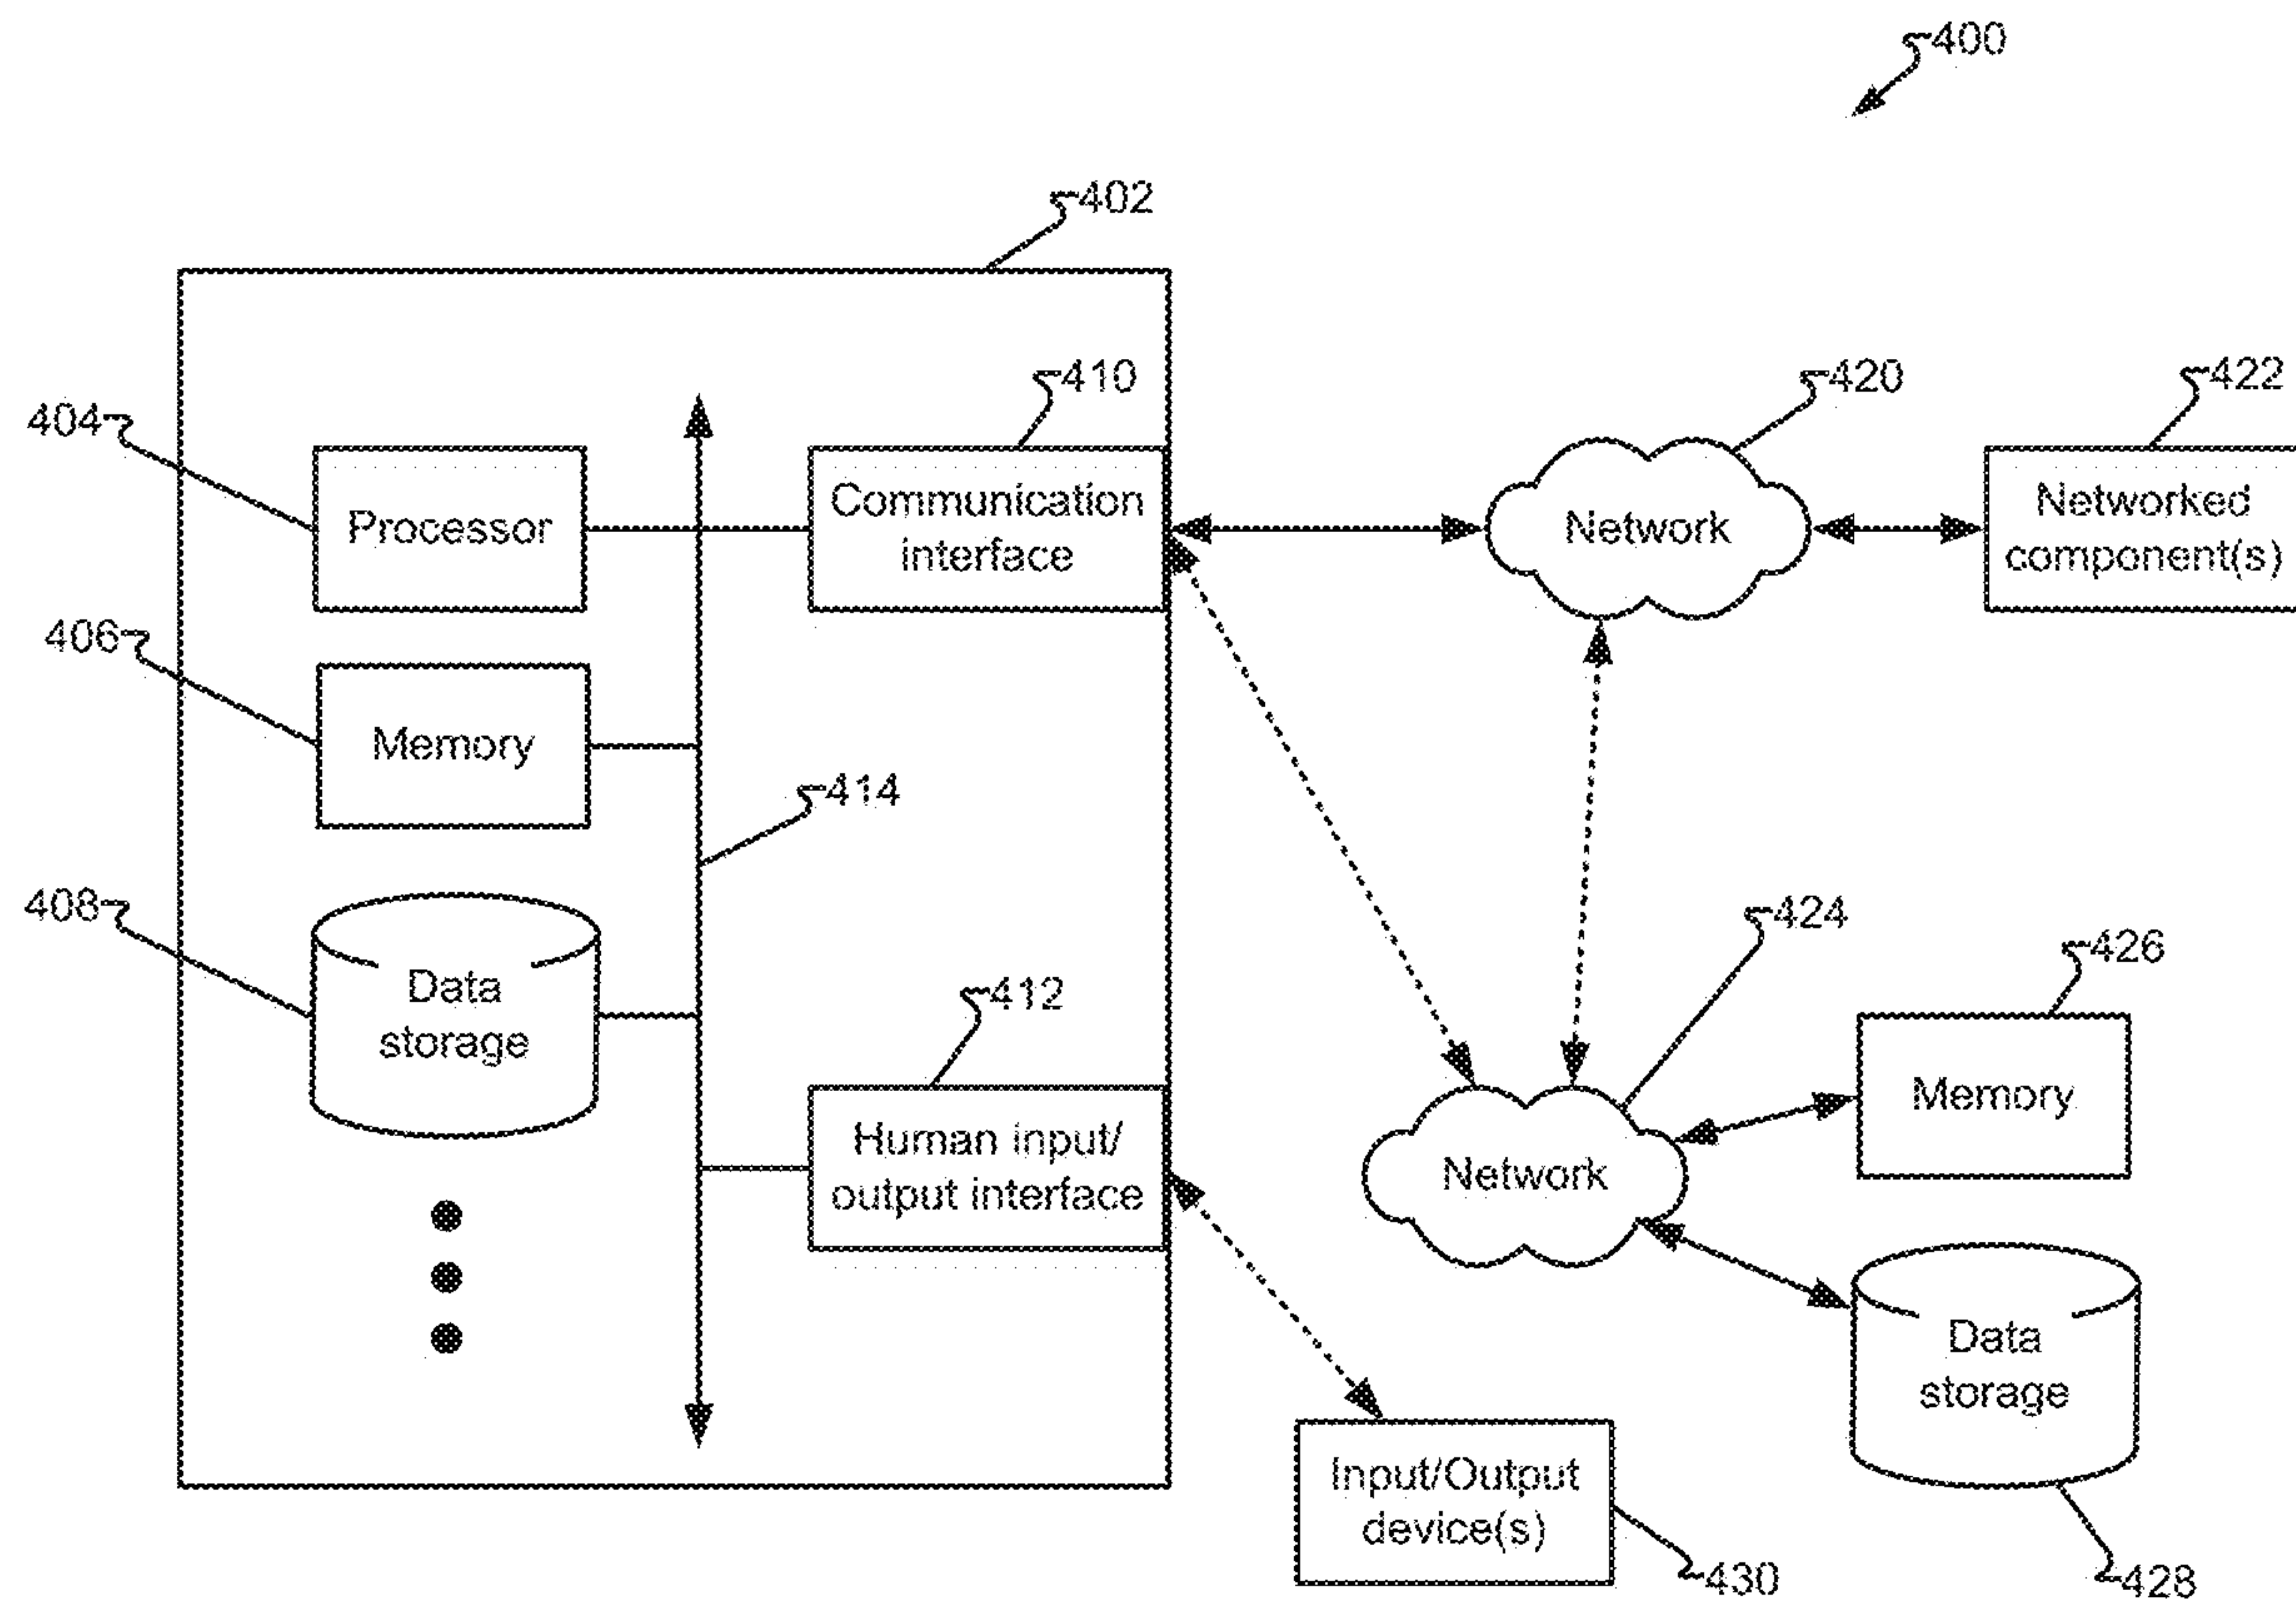 400
402
410
420
422
404
Processor
Communication
interface
Network
Networked
component(s)
406
Memory
414
408
Data
storage
412
424
426
Human input/
output interface
Network
Memory
Data
storage
Input/Output
device(s)
430
428